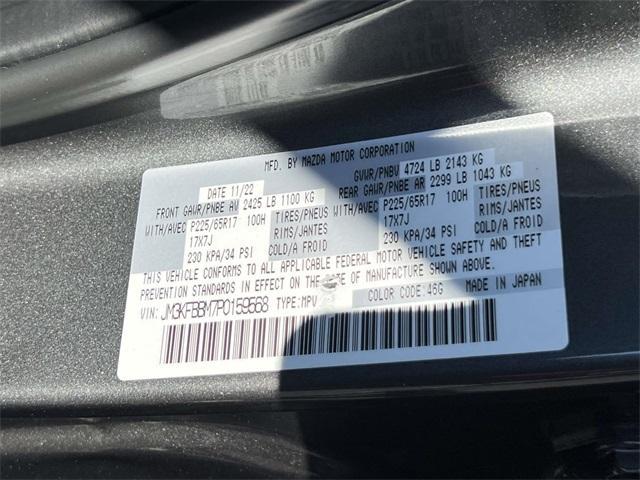 MFD. BY MAZDA MOTOR CORPORATION
DATE 11/22 GVWR/PNBV 4724 LB 2143 KG
FRONT GAWR/PNBE AV 2425 LB 1100 KG REAR GAWR/PNBE AR 2299 LB 1043 KG
WITH/AVEC P225/65R17 100H TIRES/PNEUS WITH/AVEC P225/65R17 100H TIRES/PNEUS
17X7J RIMS/JANTES 17X7J RIMS/JANTES
230 KPA/34 PSI COLD/A FROID 230 KPA/34 PSI COLD/A FROID
THIS VEHICLE CONFORMS TO ALL APPLICABLE FEDERAL MOTOR VEHICLE SAFETY AND THEFT
PREVENTION STANDARDS IN EFFECT ON THE DATE OF MANUFACTURE SHOWN ABOVE.
VIN: JM3KFBBM7P0159568 TYPE: MPV COLOR CODE: 46G MADE IN JAPAN